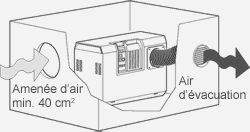 Amenée d'air
min. 40 cm²
Air
d'évacuation